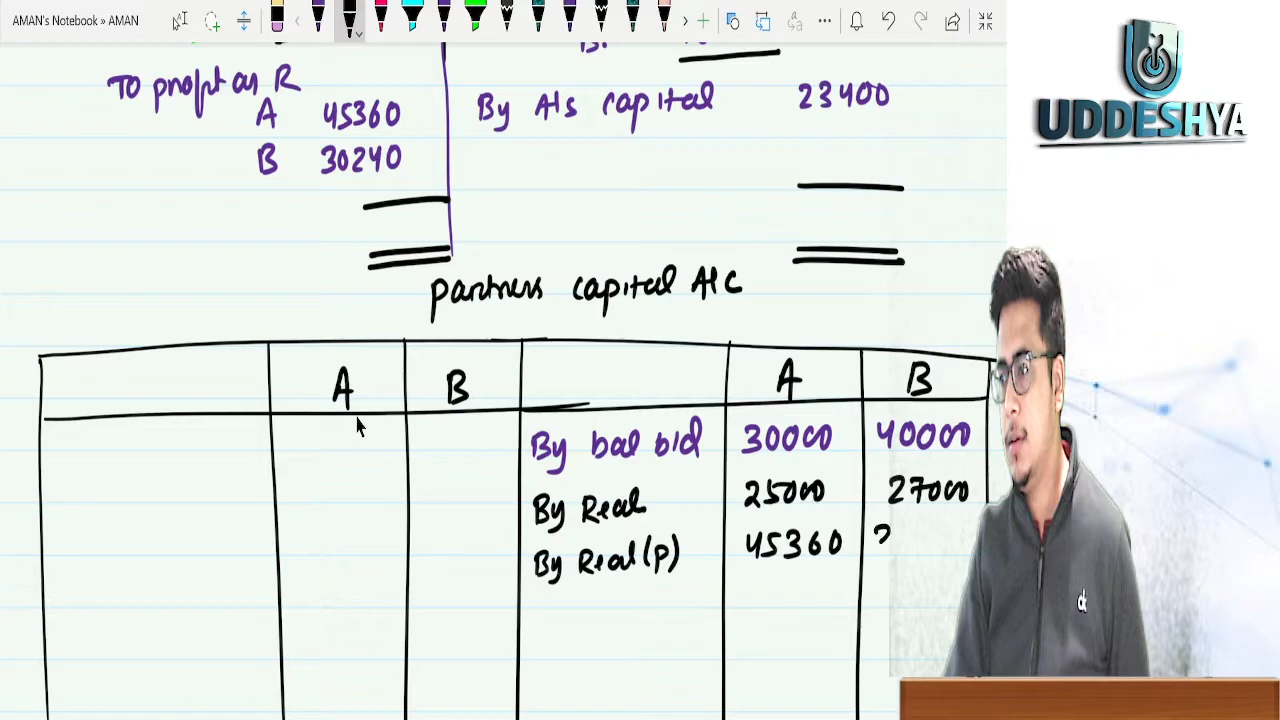 AMAN's Notebook » AMAN
To profit on R
A 45360
B 30240
By A's capital 23400
UDDESHYA
partners capital A/C
A B A B
By bal b/d 30000 40000
By Real 25000 27000
By Real (P) 45360